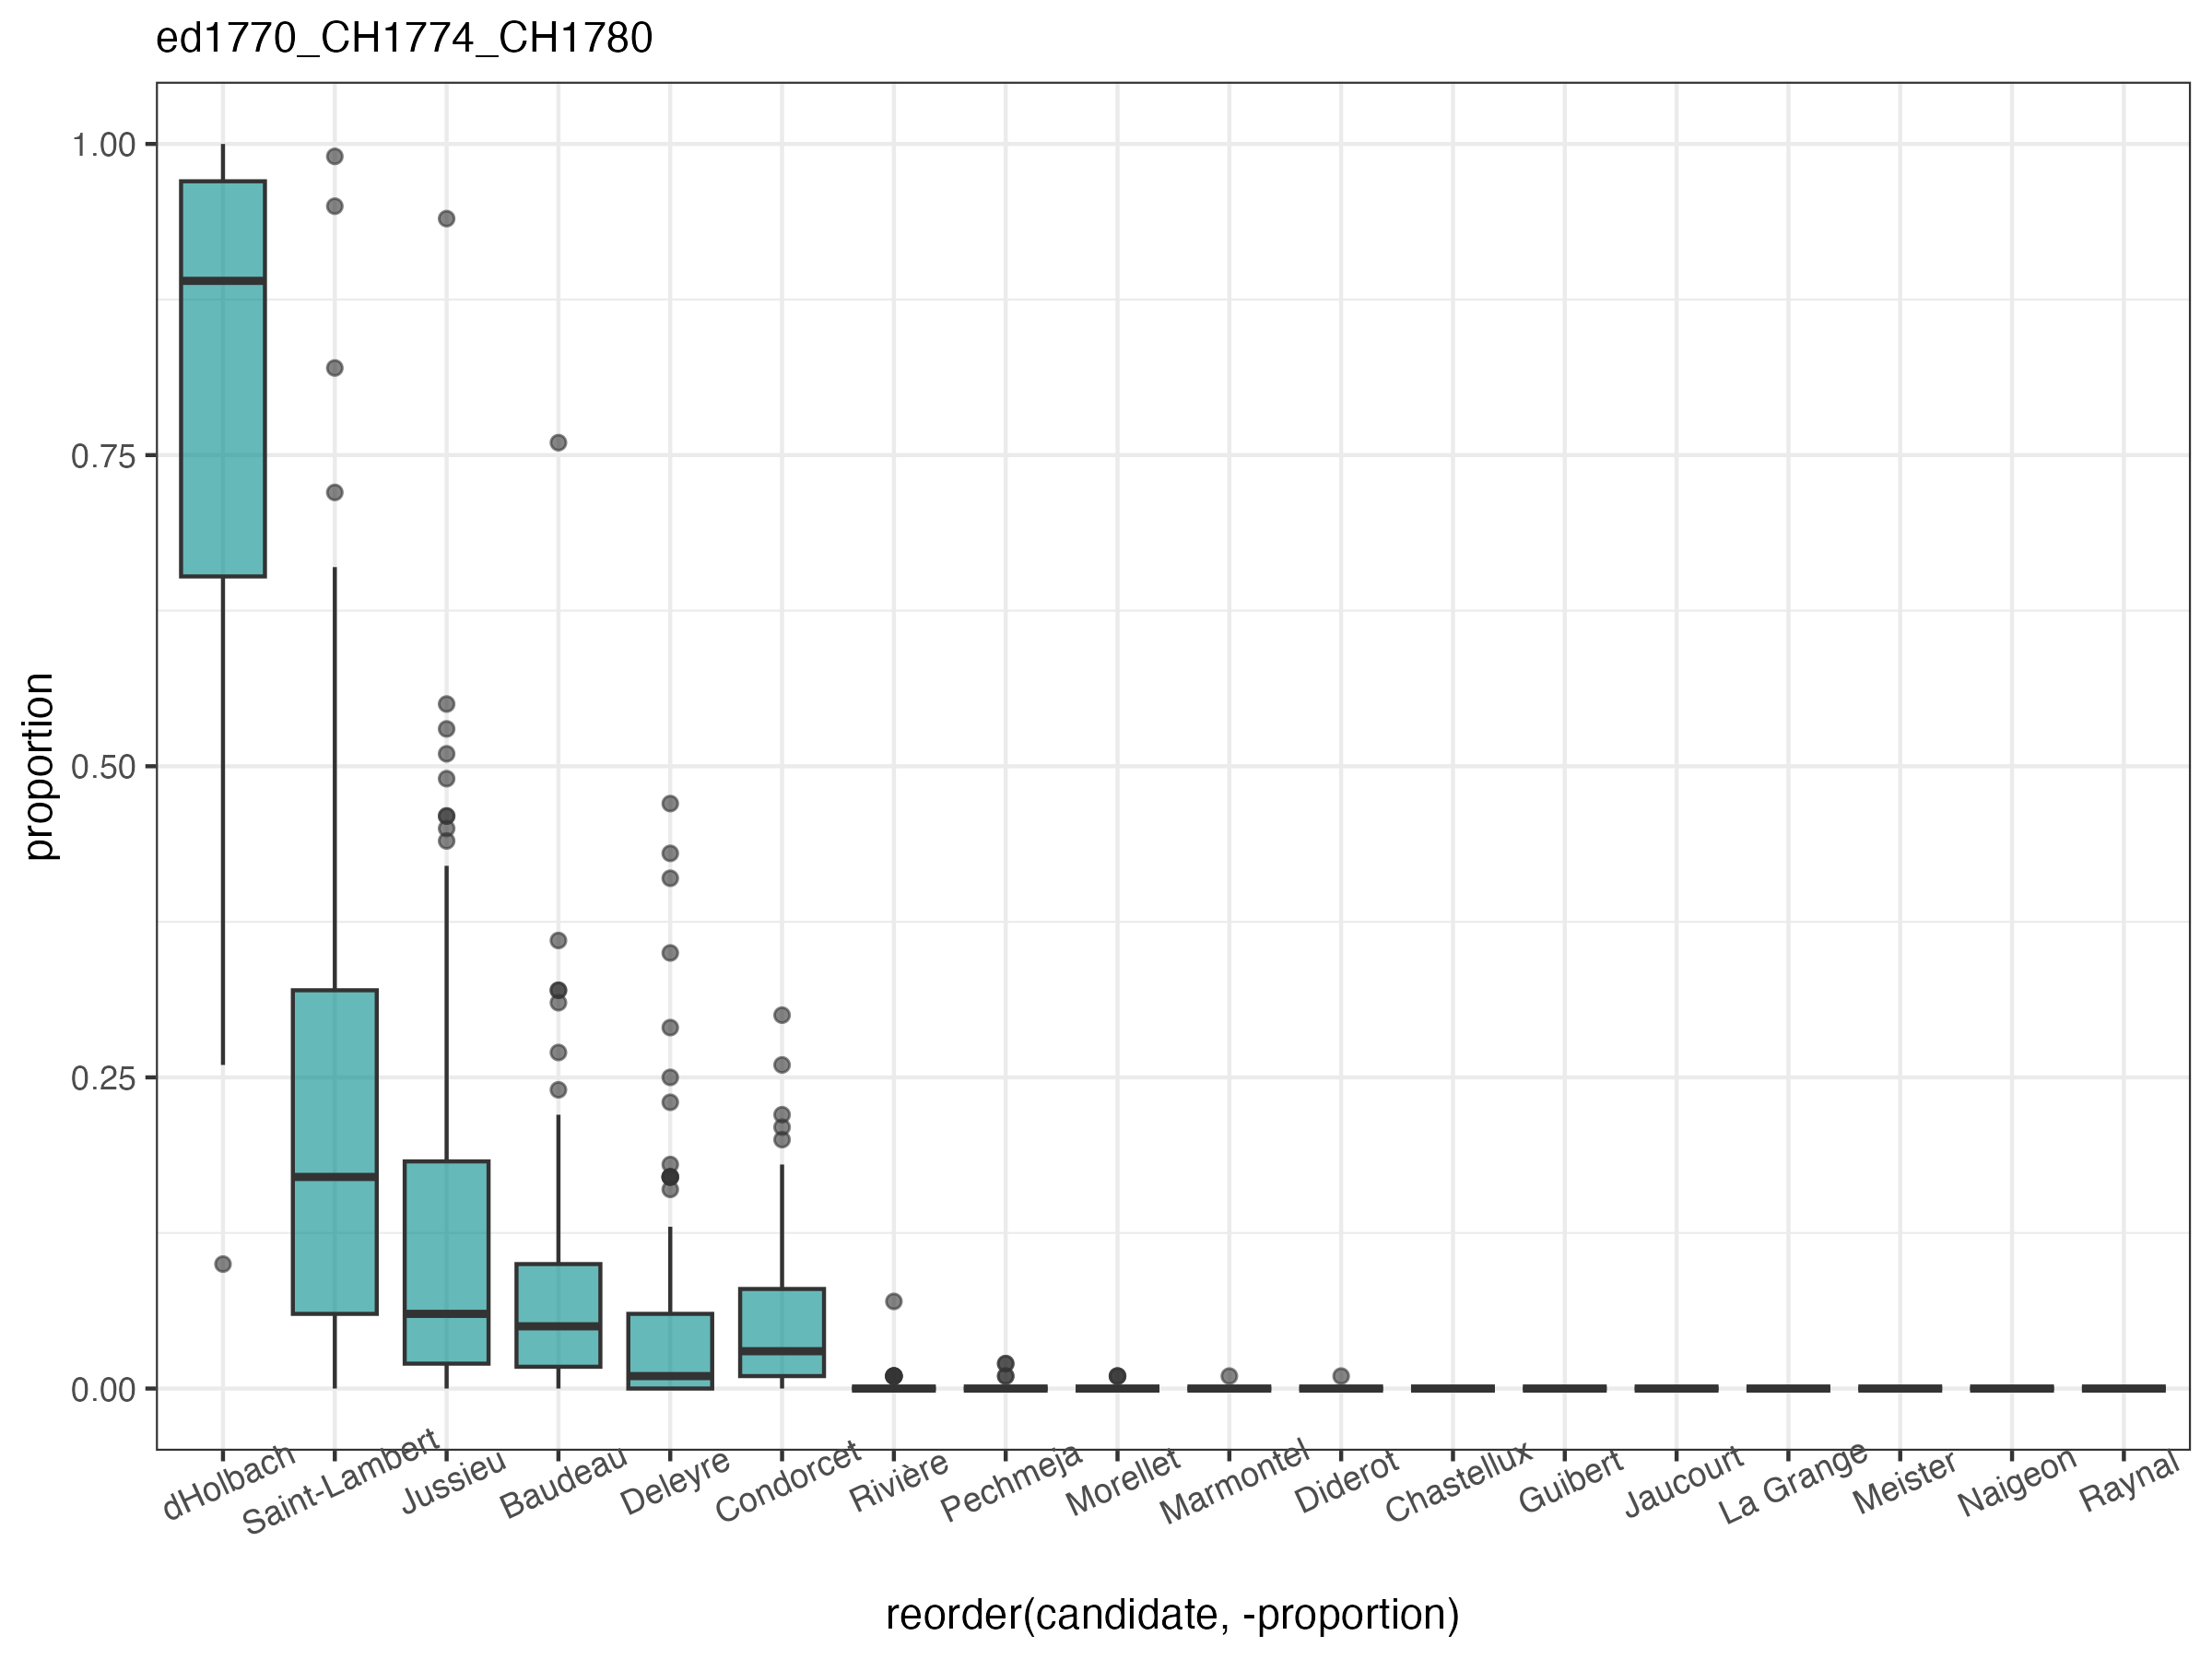 ed1770_CH1774_CH1780
proportion
1.00
0.75
0.50
0.25
0.00
dHolbach
Saint-Lambert
Jussieu
Baudeau
Deleyre
Condorcet
Rivière
Pechmeja
Morellet
Marmontel
Diderot
Chastellux
Guibert
Jaucourt
La Grange
Meister
Naigeon
Raynal
reorder(candidate, -proportion)